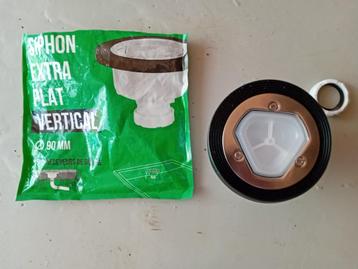 SIPHON
EXTRA
PLAT
VERTICAL
Ø 90 MM